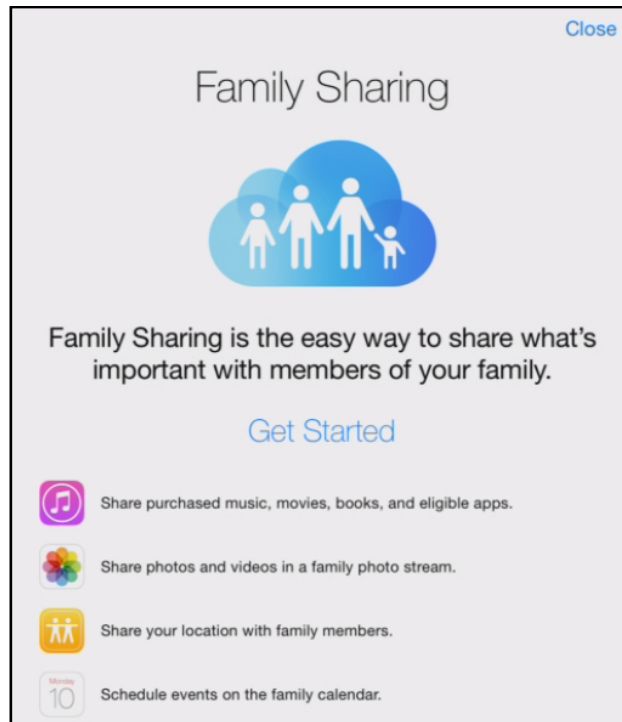 Close
Family Sharing
Family Sharing is the easy way to share what’s
important with members of your family.
Get Started
Share purchased music, movies, books, and eligible apps.
Share photos and videos in a family photo stream.
Share your location with family members.
Monday
10
Schedule events on the family calendar.